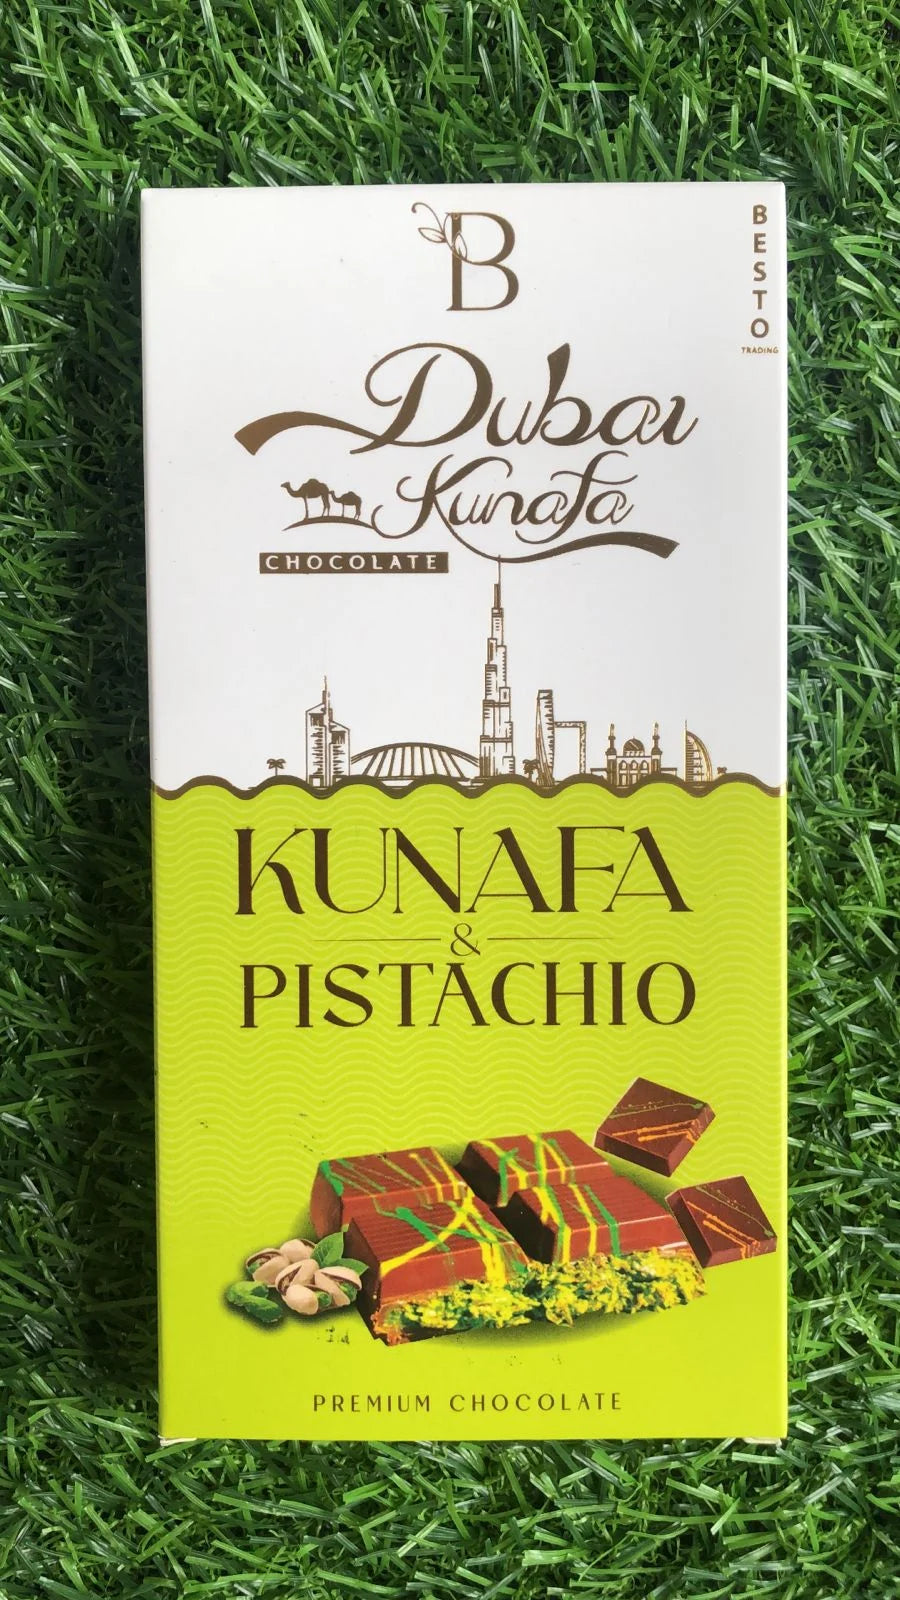 B
BESTO
TRADING
Dubai
Kunafa
CHOCOLATE
KUNAFA
&
PISTACHIO
PREMIUM CHOCOLATE